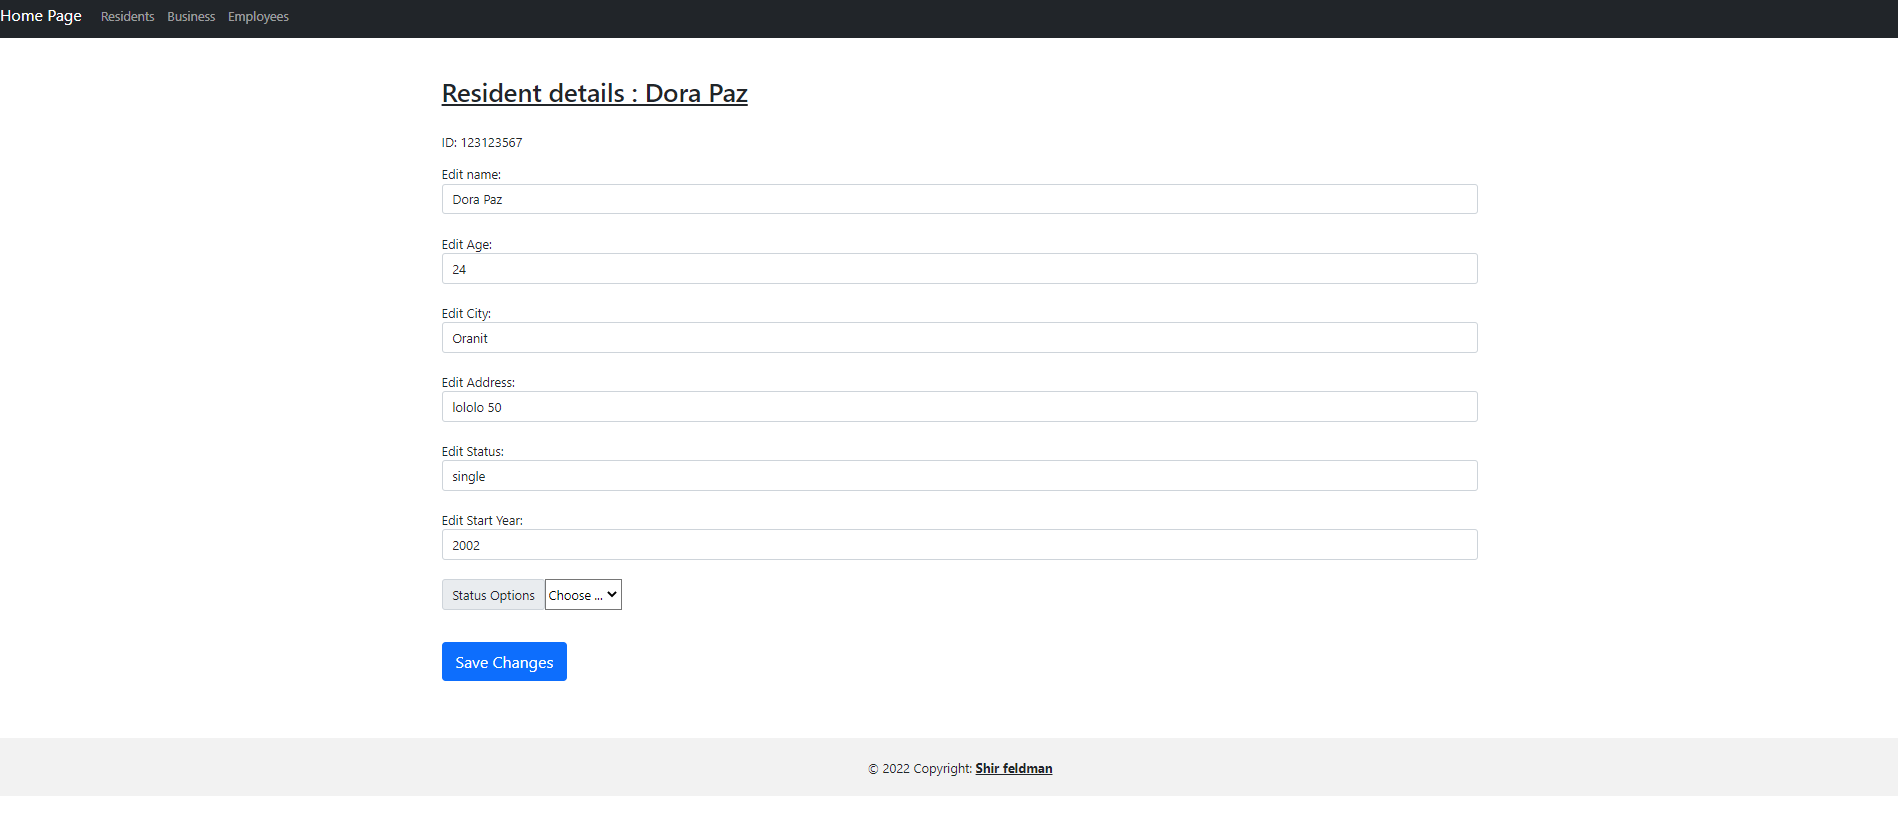 Home Page Residents Business Employees
Resident details : Dora Paz
ID: 123123567
Edit name:
Dora Paz
Edit Age:
24
Edit City:
Oranit
Edit Address:
lololo 50
Edit Status:
single
Edit Start Year:
2002
Status Options Choose ...
Save Changes
© 2022 Copyright: Shir feldman